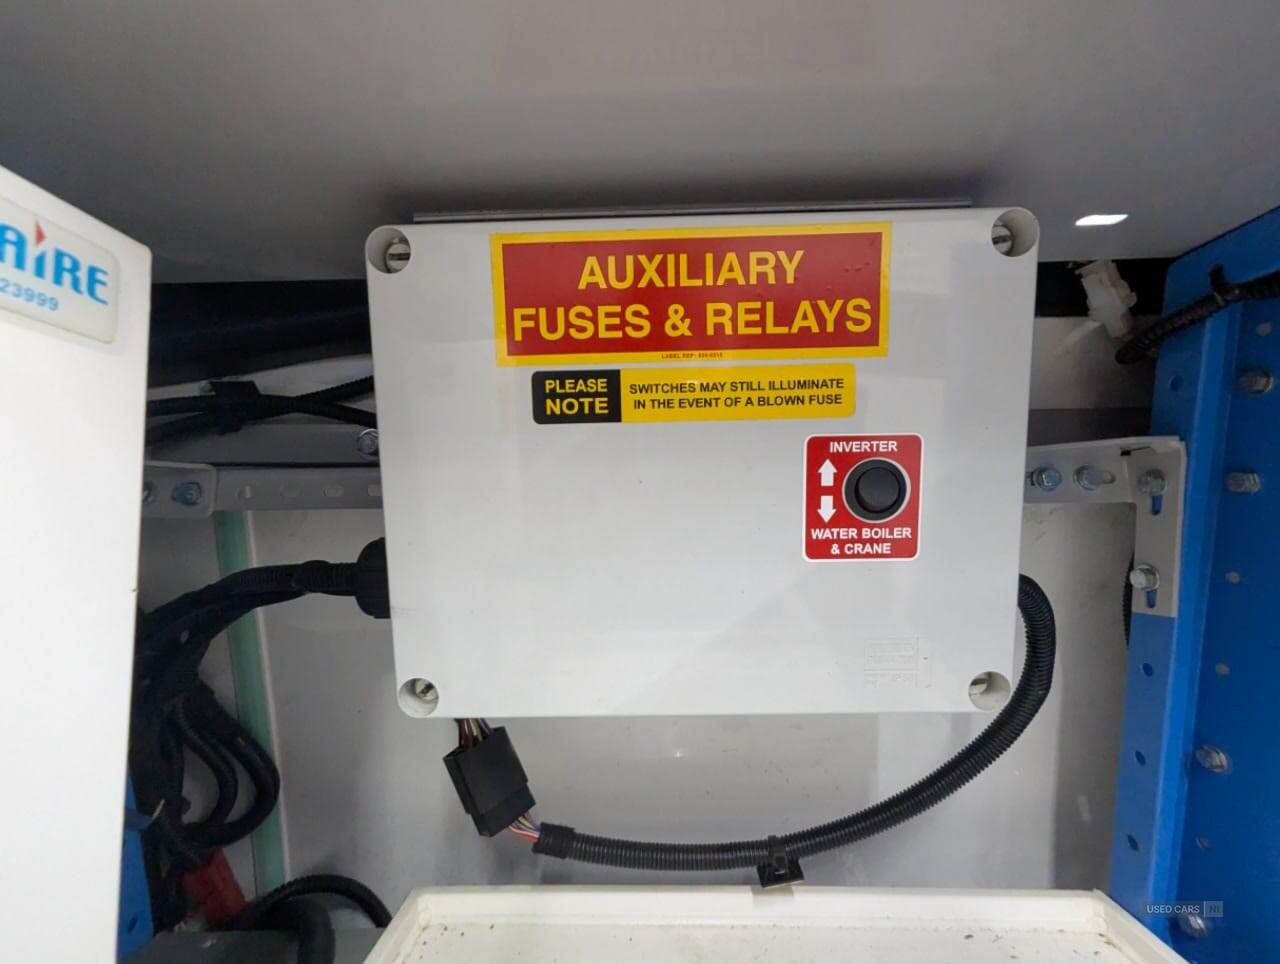 AIRE
23999
AUXILIARY
FUSES & RELAYS
PLEASE
NOTE
SWITCHES MAY STILL ILLUMINATE
IN THE EVENT OF A BLOWN FUSE
INVERTER
WATER BOILER
& CRANE
USED CARS NI